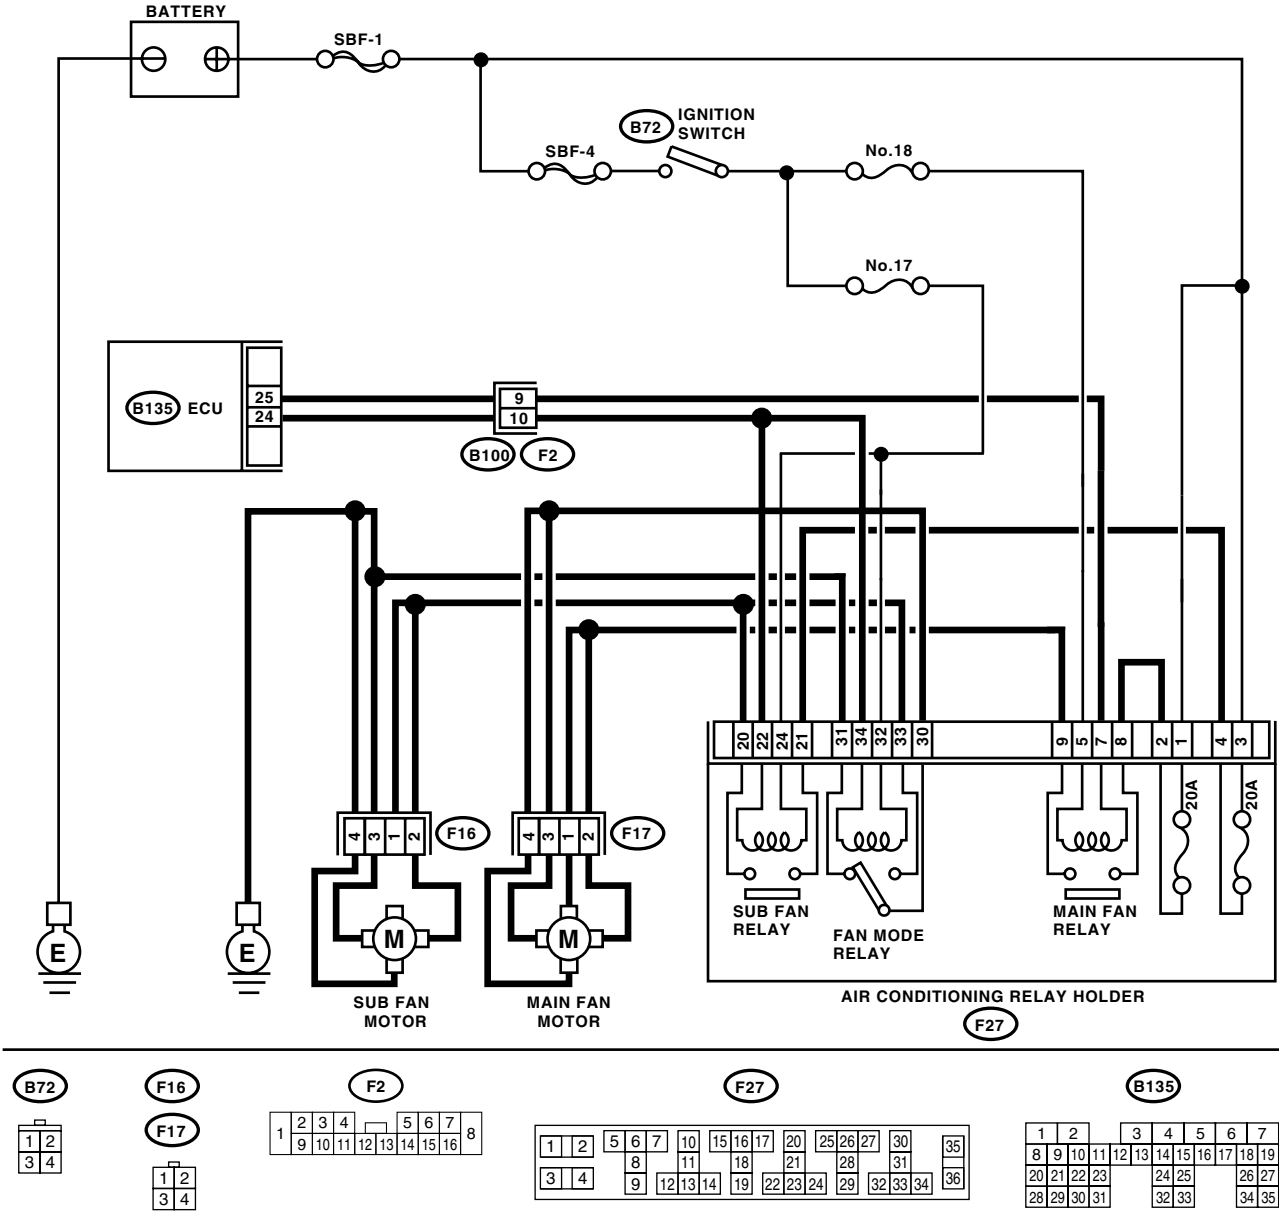 BATTERY
SBF-1
B72
IGNITION
SWITCH
SBF-4
No.18
No.17
B135 ECU
25
24
9
10
B100 F2
20 22 24 21 31 34 32 33 30 9 5 7 8 2 1 4 3
20A 20A
4 3 1 2
F16
4 3 1 2
F17
E
E
M
M
SUB FAN
MOTOR
MAIN FAN
MOTOR
SUB FAN
RELAY
FAN MODE
RELAY
MAIN FAN
RELAY
AIR CONDITIONING RELAY HOLDER
F27
B72
1 2
3 4
F16
F17
1 2
3 4
F2
1 2 3 4 5 6 7 8
9 10 11 12 13 14 15 16
F27
1 2 5 6 7 10 15 16 17 20 25 26 27 30 35
8 11 18 21 28 31
3 4 9 12 13 14 19 22 23 24 29 32 33 34 36
B135
1 2 3 4 5 6 7
8 9 10 11 12 13 14 15 16 17 18 19
20 21 22 23 24 25 26 27
28 29 30 31 32 33 34 35